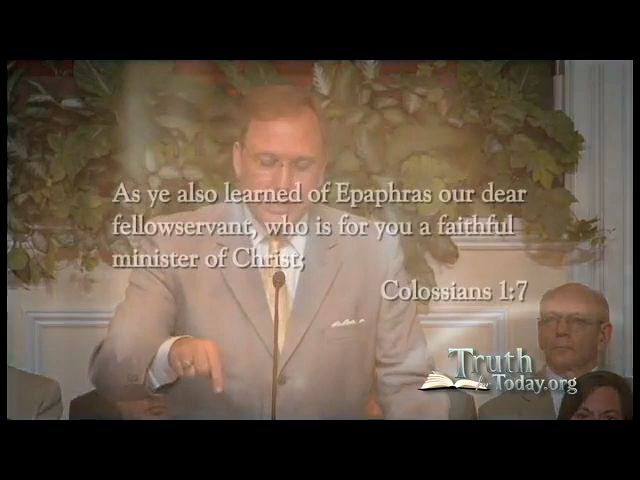 As ye also learned of Epaphras our dear
fellowservant, who is for you a faithful
minister of Christ;
Colossians 1:7
Truth
for Today.org